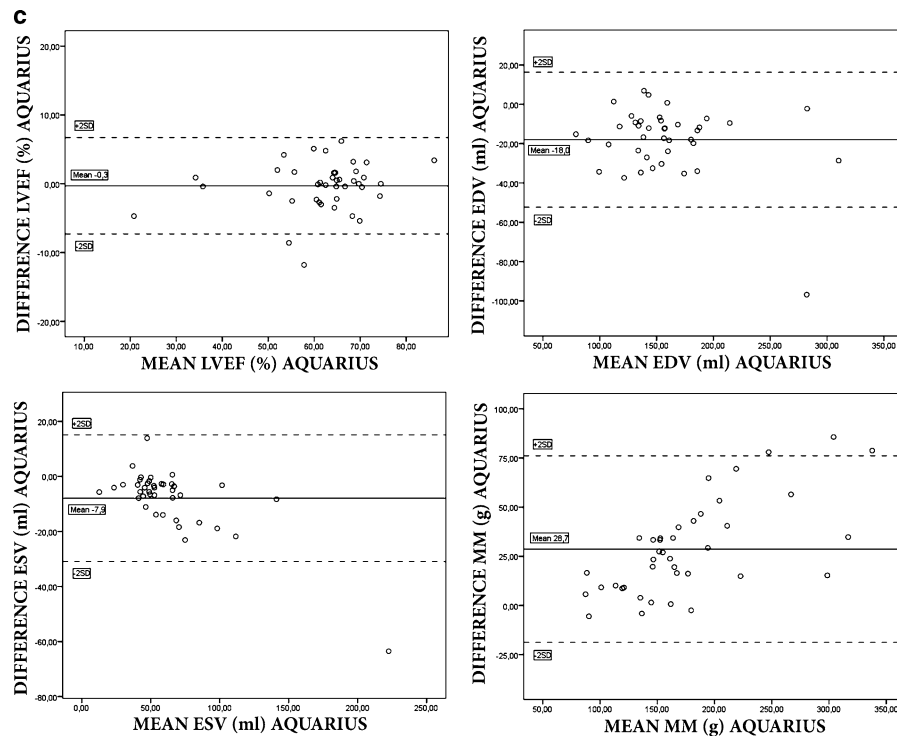 C
DIFFERENCE LVEF (%) AQUARIUS
20,00
10,00
0,00
-10,00
-20,00
+2SD
Mean -0,3
-2SD
10,00 20,00 30,00 40,00 50,00 60,00 70,00 80,00
MEAN LVEF (%) AQUARIUS
DIFFERENCE EDV (ml) AQUARIUS
20,00
0,00
-20,00
-40,00
-60,00
-80,00
-100,00
+2SD
Mean -18,0
-2SD
50,00 100,00 150,00 200,00 250,00 300,00 350,00
MEAN EDV (ml) AQUARIUS
DIFFERENCE ESV (ml) AQUARIUS
20,00
0,00
-20,00
-40,00
-60,00
-80,00
+2SD
Mean -7,9
-2SD
0,00 50,00 100,00 150,00 200,00 250,00
MEAN ESV (ml) AQUARIUS
DIFFERENCE MM (g) AQUARIUS
100,00
75,00
50,00
25,00
0,00
-25,00
+2SD
Mean 28,7
-2SD
50,00 100,00 150,00 200,00 250,00 300,00 350,00
MEAN MM (g) AQUARIUS